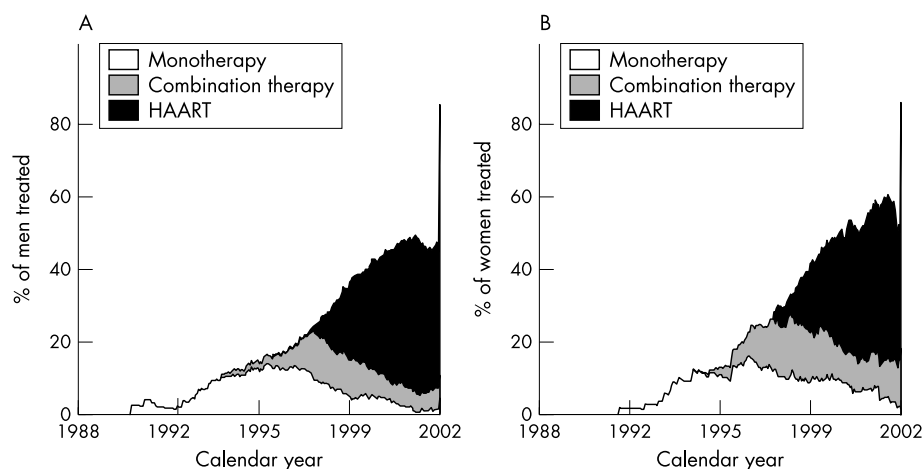 A
Monotherapy
Combination therapy
HAART
80
60
40
20
0
% of men treated
1988
1992
1995
1999
2002
Calendar year
B
Monotherapy
Combination therapy
HAART
80
60
40
20
0
% of women treated
1988
1992
1995
1999
2002
Calendar year